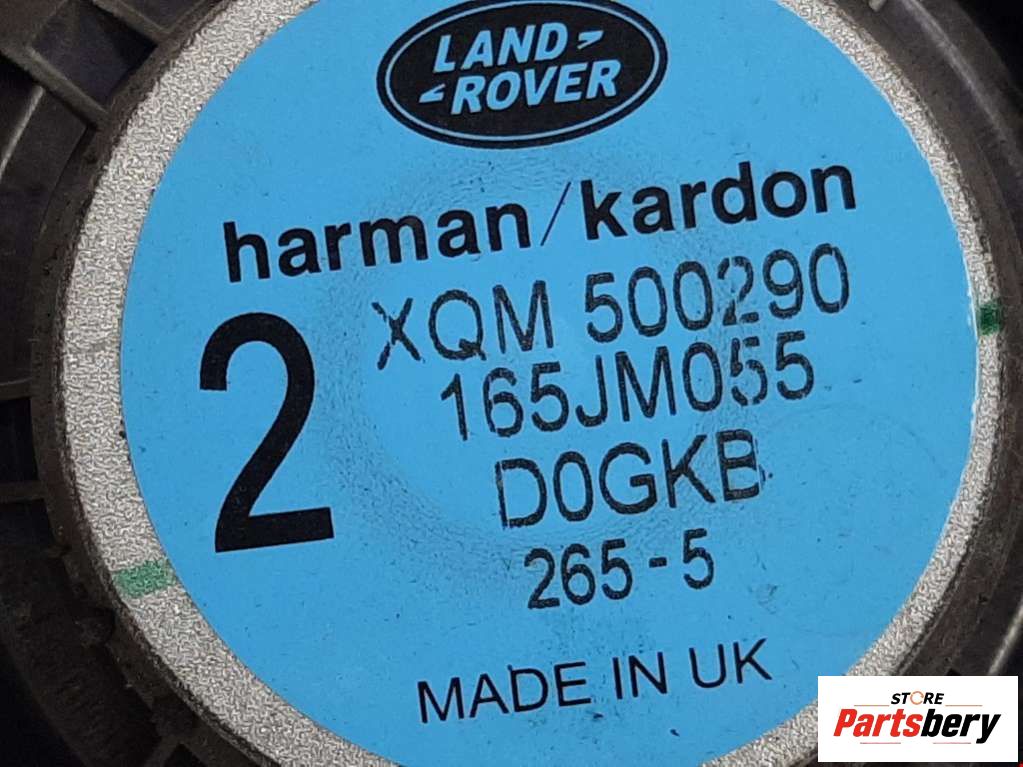 LAND
ROVER
harman/kardon
2
XQM 500290
165JM055
D0GKB
265-5
MADE IN UK
STORE
Partsbery